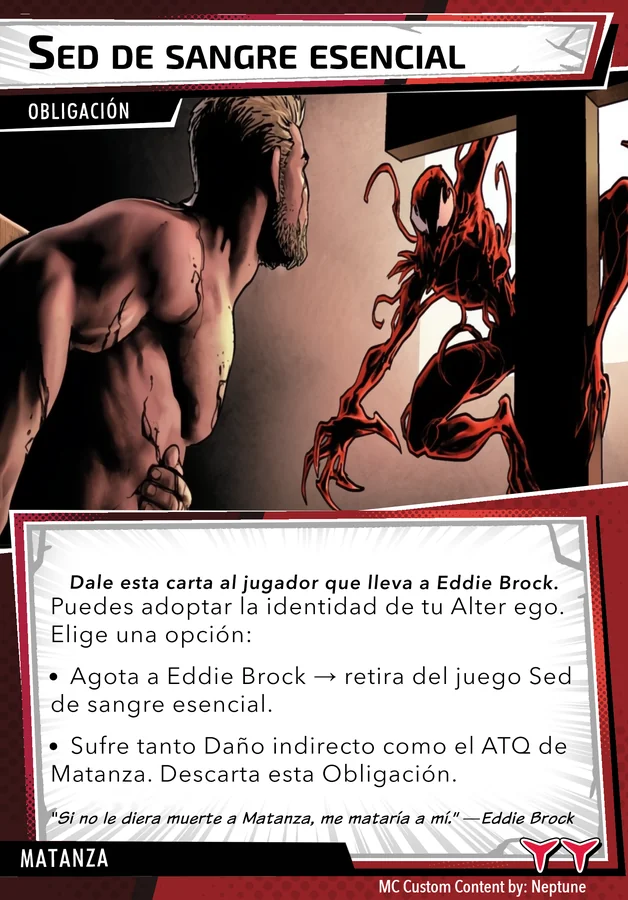 Sed de sangre esencial
OBLIGACIÓN
Dale esta carta al jugador que lleva a Eddie Brock.
Puedes adoptar la identidad de tu Alter ego.
Elige una opción:
• Agota a Eddie Brock → retira del juego Sed
de sangre esencial.
• Sufre tanto Daño indirecto como el ATQ de
Matanza. Descarta esta Obligación.
"Si no le diera muerte a Matanza, me mataría a mí." —Eddie Brock
MATANZA
MC Custom Content by: Neptune